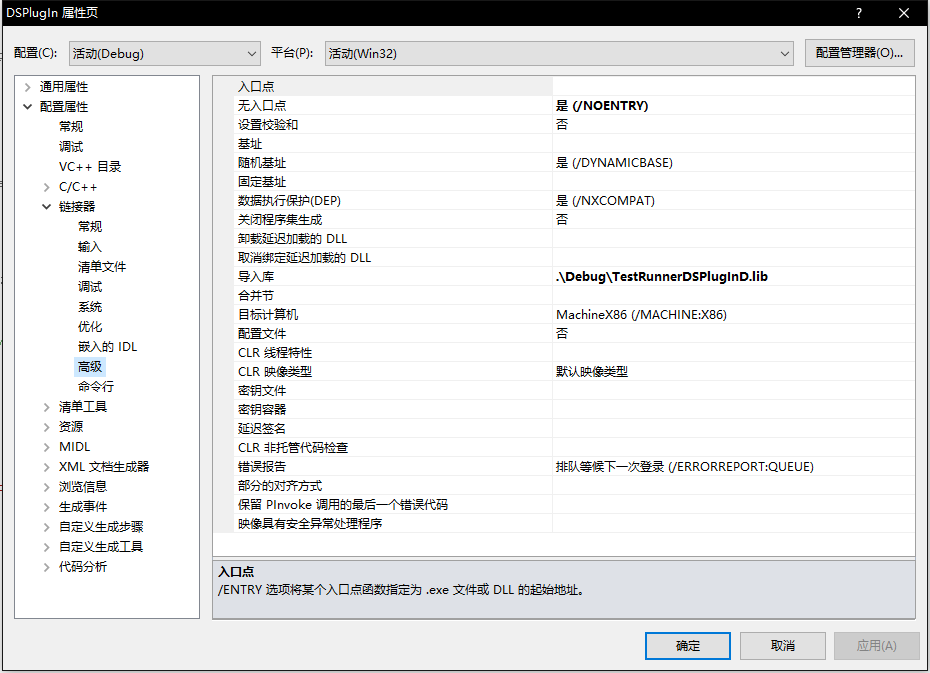 DSPlugIn 属性页
?
配置(C): 活动(Debug) 平台(P): 活动(Win32) 配置管理器(O)...
通用属性
配置属性
常规
调试
VC++ 目录
C/C++
链接器
常规
输入
清单文件
调试
系统
优化
嵌入的 IDL
高级
命令行
清单工具
资源
MIDL
XML 文档生成器
浏览信息
生成事件
自定义生成步骤
自定义生成工具
代码分析
入口点
无入口点 是 (/NOENTRY)
设置校验和 否
基址
随机基址 是 (/DYNAMICBASE)
固定基址
数据执行保护(DEP) 是 (/NXCOMPAT)
关闭程序集生成 否
卸载延迟加载的 DLL
取消绑定延迟加载的 DLL
导入库 .\Debug\TestRunnerDSPlugInD.lib
合并节
目标计算机 MachineX86 (/MACHINE:X86)
配置文件 否
CLR 线程特性
CLR 映像类型 默认映像类型
密钥文件
密钥容器
延迟签名
CLR 非托管代码检查
错误报告 排队等候下一次登录 (/ERRORREPORT:QUEUE)
部分的对齐方式
保留 PInvoke 调用的最后一个错误代码
映像具有安全异常处理程序
入口点
/ENTRY 选项将某个入口点函数指定为 .exe 文件或 DLL 的起始地址。
确定 取消 应用(A)